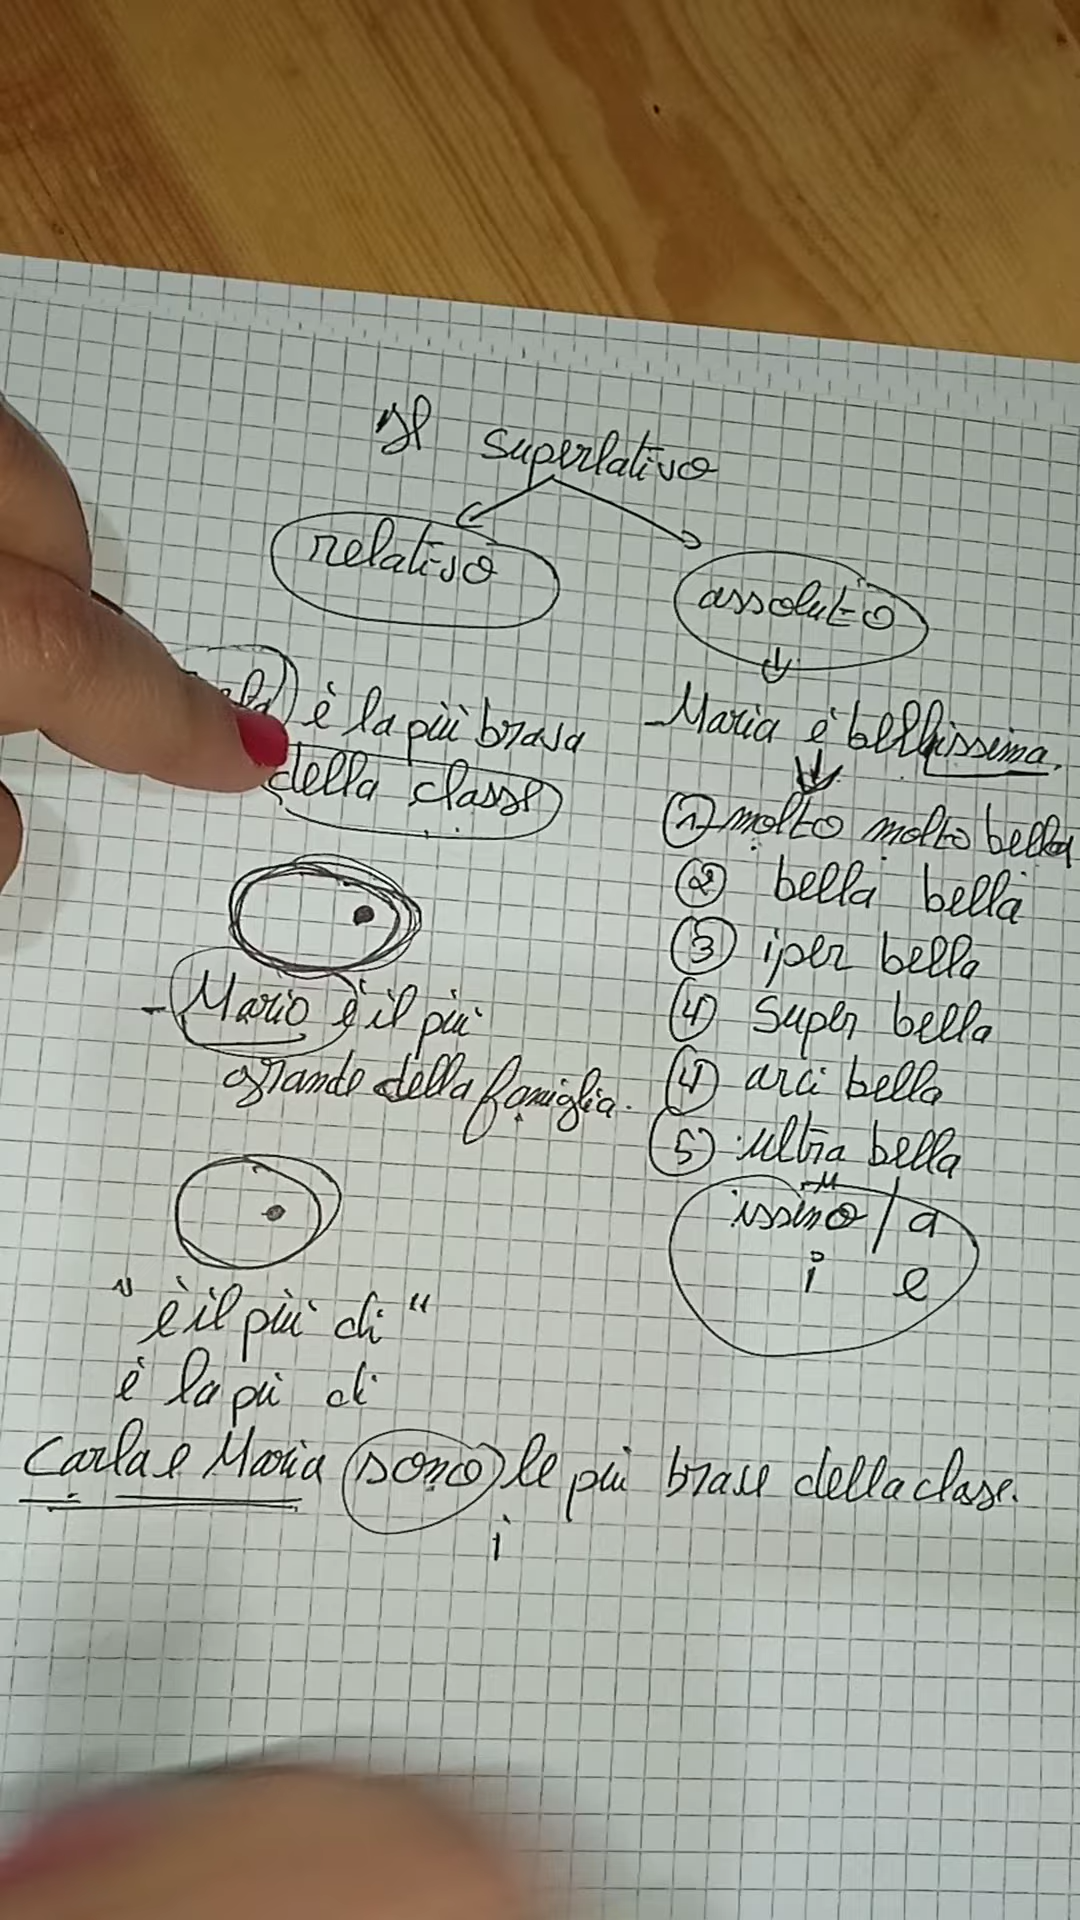 Il superlativo
relativo
assoluto
è la più brava
della classe
- Mario è il più
grande della famiglia.
"è il più di"
è la più di
- Maria è bellissima.
1 molto molto bella
2 bella bella
3 iper bella
4 Super bella
4 arci bella
5 ultra bella
issimo / a
i e
Carla e Maria sono le più brave della classe.
i